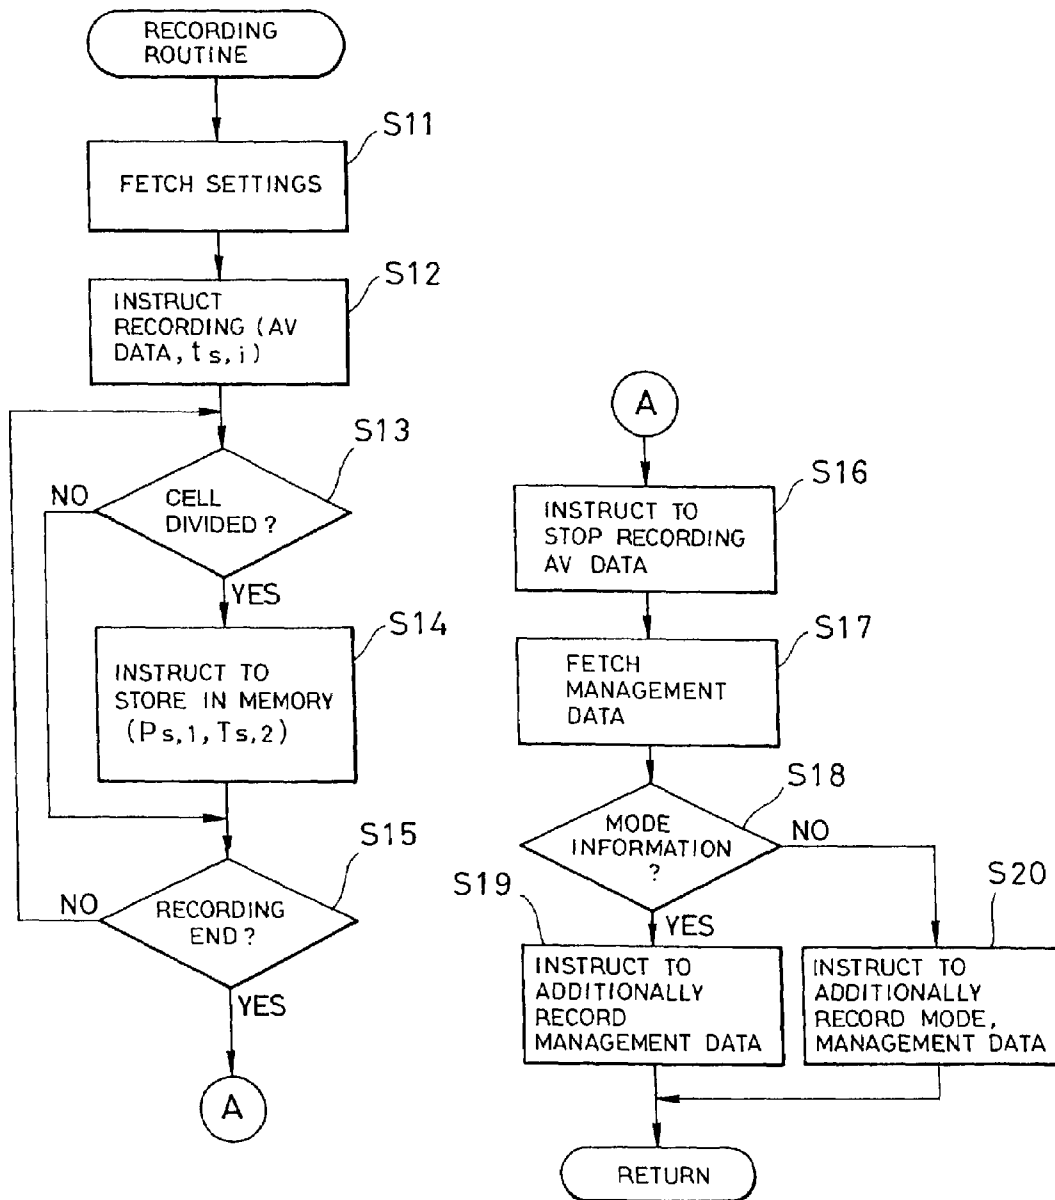 RECORDING
ROUTINE
S11
FETCH SETTINGS
S12
INSTRUCT
RECORDING (AV
DATA, ts,i)
S13
NO
CELL
DIVIDED?
YES
S14
INSTRUCT TO
STORE IN MEMORY
(Ps,1, Ts,2)
S15
NO
RECORDING
END?
YES
A
A
S16
INSTRUCT TO
STOP RECORDING
AV DATA
S17
FETCH
MANAGEMENT
DATA
S18
MODE
INFORMATION
?
NO
YES
S19
INSTRUCT TO
ADDITIONALLY
RECORD
MANAGEMENT DATA
S20
INSTRUCT TO
ADDITIONALLY
RECORD MODE,
MANAGEMENT DATA
RETURN